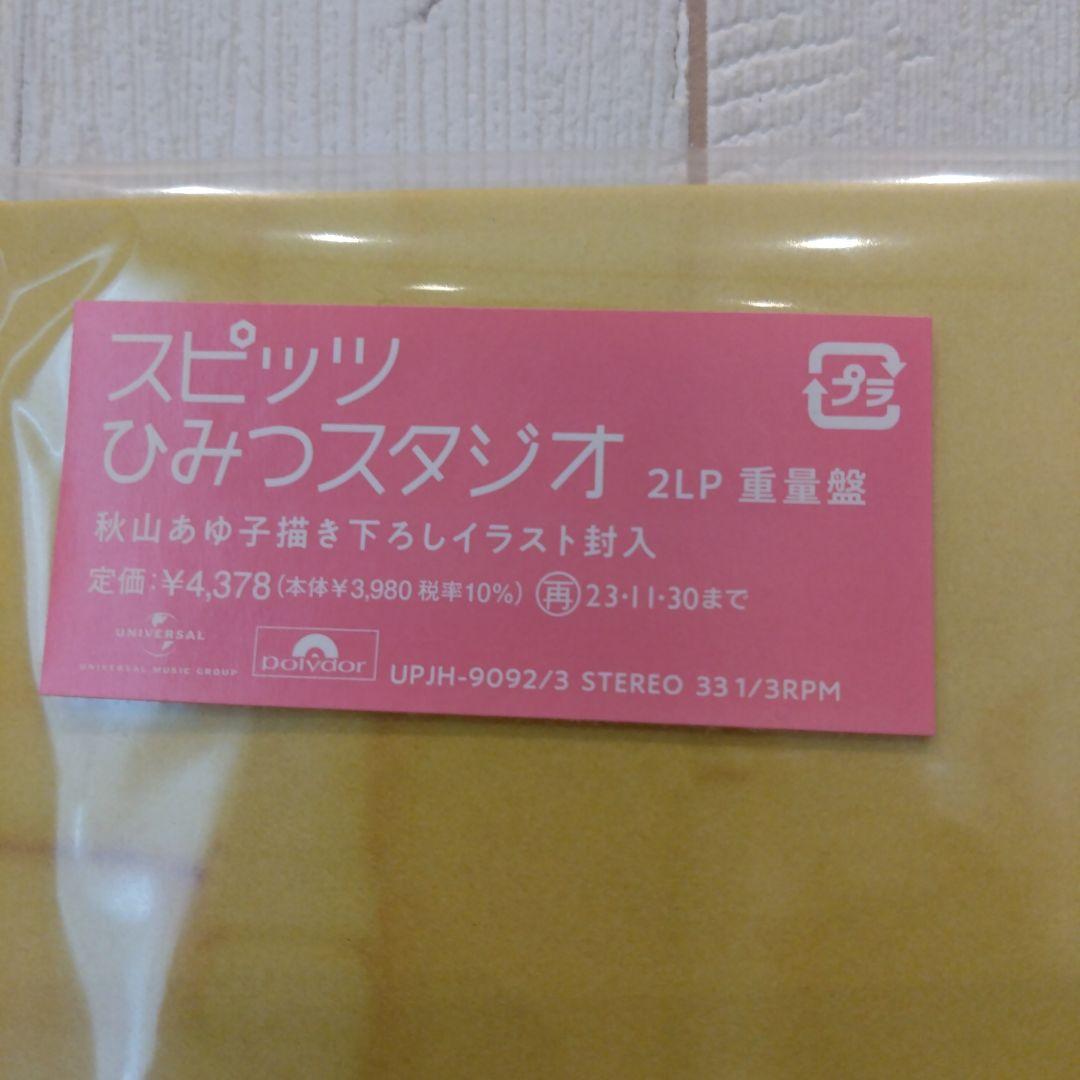 スピッツ
ひみつスタジオ 2LP 重量盤
プラ
秋山あゆ子描き下ろしイラスト封入
定価:¥4,378(本体¥3,980 税率10%) 再 23・11・30まで
UNIVERSAL
UNIVERSAL MUSIC GROUP
polydor
UPJH-9092/3 STEREO 33 1/3RPM